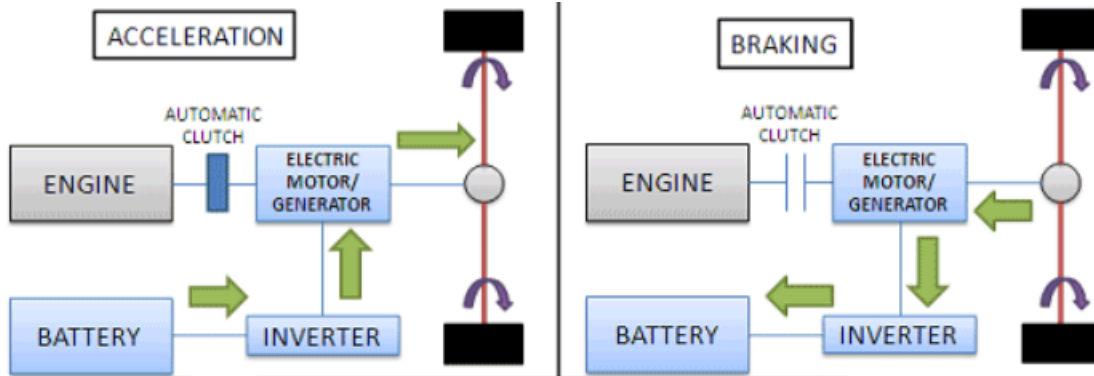 ACCELERATION
AUTOMATIC
CLUTCH
ENGINE
ELECTRIC
MOTOR/
GENERATOR
BATTERY
INVERTER
BRAKING
AUTOMATIC
CLUTCH
ENGINE
ELECTRIC
MOTOR/
GENERATOR
BATTERY
INVERTER